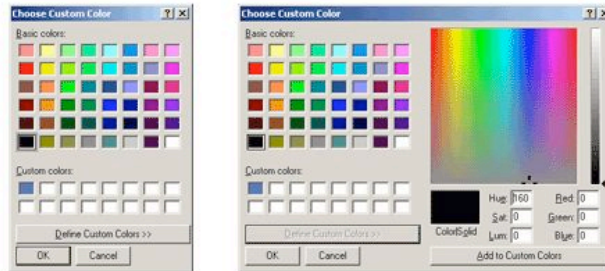 Choose Custom Color
Basic colors:
Custom colors:
Define Custom Colors >>
OK Cancel
Choose Custom Color
Basic colors:
Custom colors:
Define Custom Colors >>
OK Cancel
Color|Solid
Hue: 160 Red: 0
Sat: 0 Green: 0
Lum: 0 Blue: 0
Add to Custom Colors